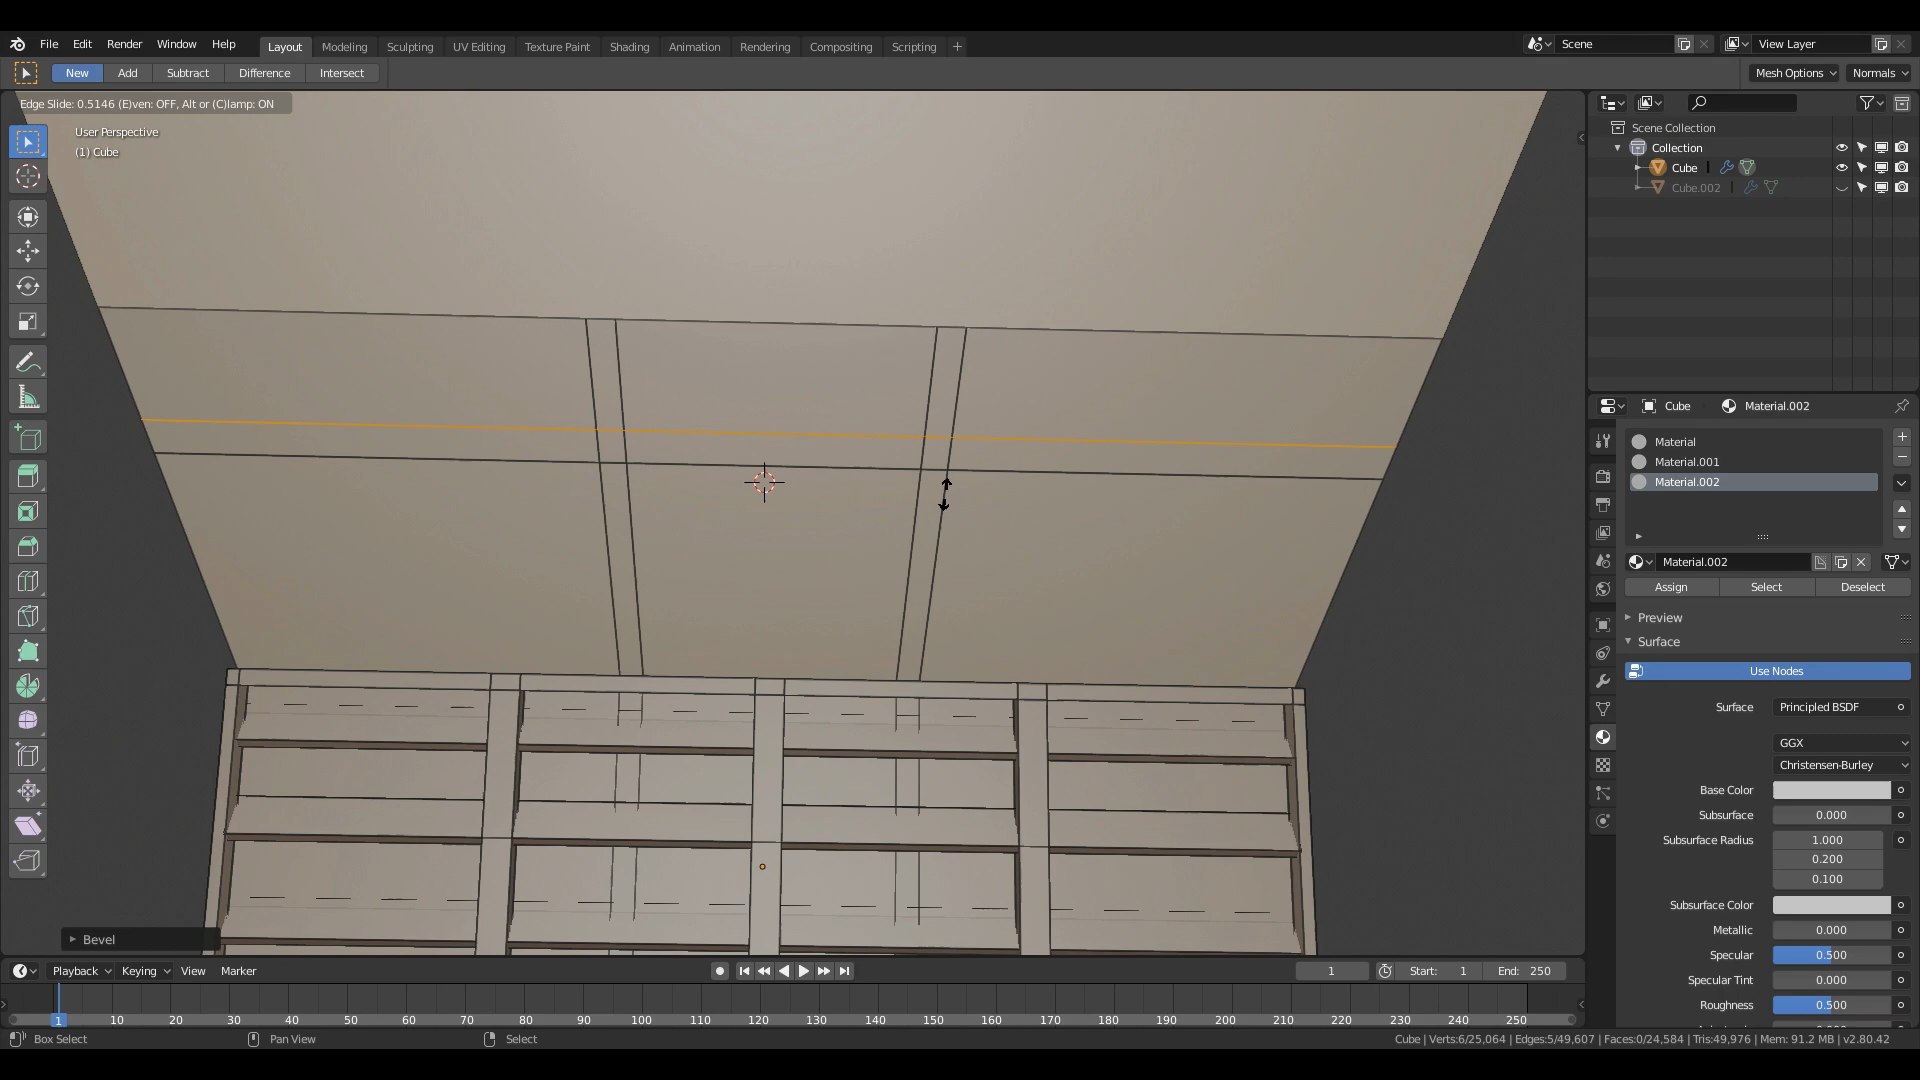 File Edit Render Window Help Layout Modeling Sculpting UV Editing Texture Paint Shading Animation Rendering Compositing Scripting + Scene View Layer
New Add Subtract Difference Intersect Mesh Options Normals
Edge Slide: 0.5146 (E)ven: OFF, Alt or (C)lamp: ON
User Perspective
(1) Cube
Scene Collection
Collection
Cube
Cube.002
Cube Material.002
Material
Material.001
Material.002
Material.002
Assign Select Deselect
Preview
Surface
Use Nodes
Surface Principled BSDF
GGX
Christensen-Burley
Base Color
Subsurface 0.000
Subsurface Radius 1.000
0.200
0.100
Subsurface Color
Metallic 0.000
Specular 0.500
Specular Tint 0.000
Roughness 0.500
Bevel
Playback Keying View Marker 1 Start: 1 End: 250
1 10 20 30 40 50 60 70 80 90 100 110 120 130 140 150 160 170 180 190 200 210 220 230 240 250
Box Select Pan View Select Cube | Verts:6/25,064 | Edges:5/49,607 | Faces:0/24,584 | Tris:49,976 | Mem: 91.2 MB | v2.80.42